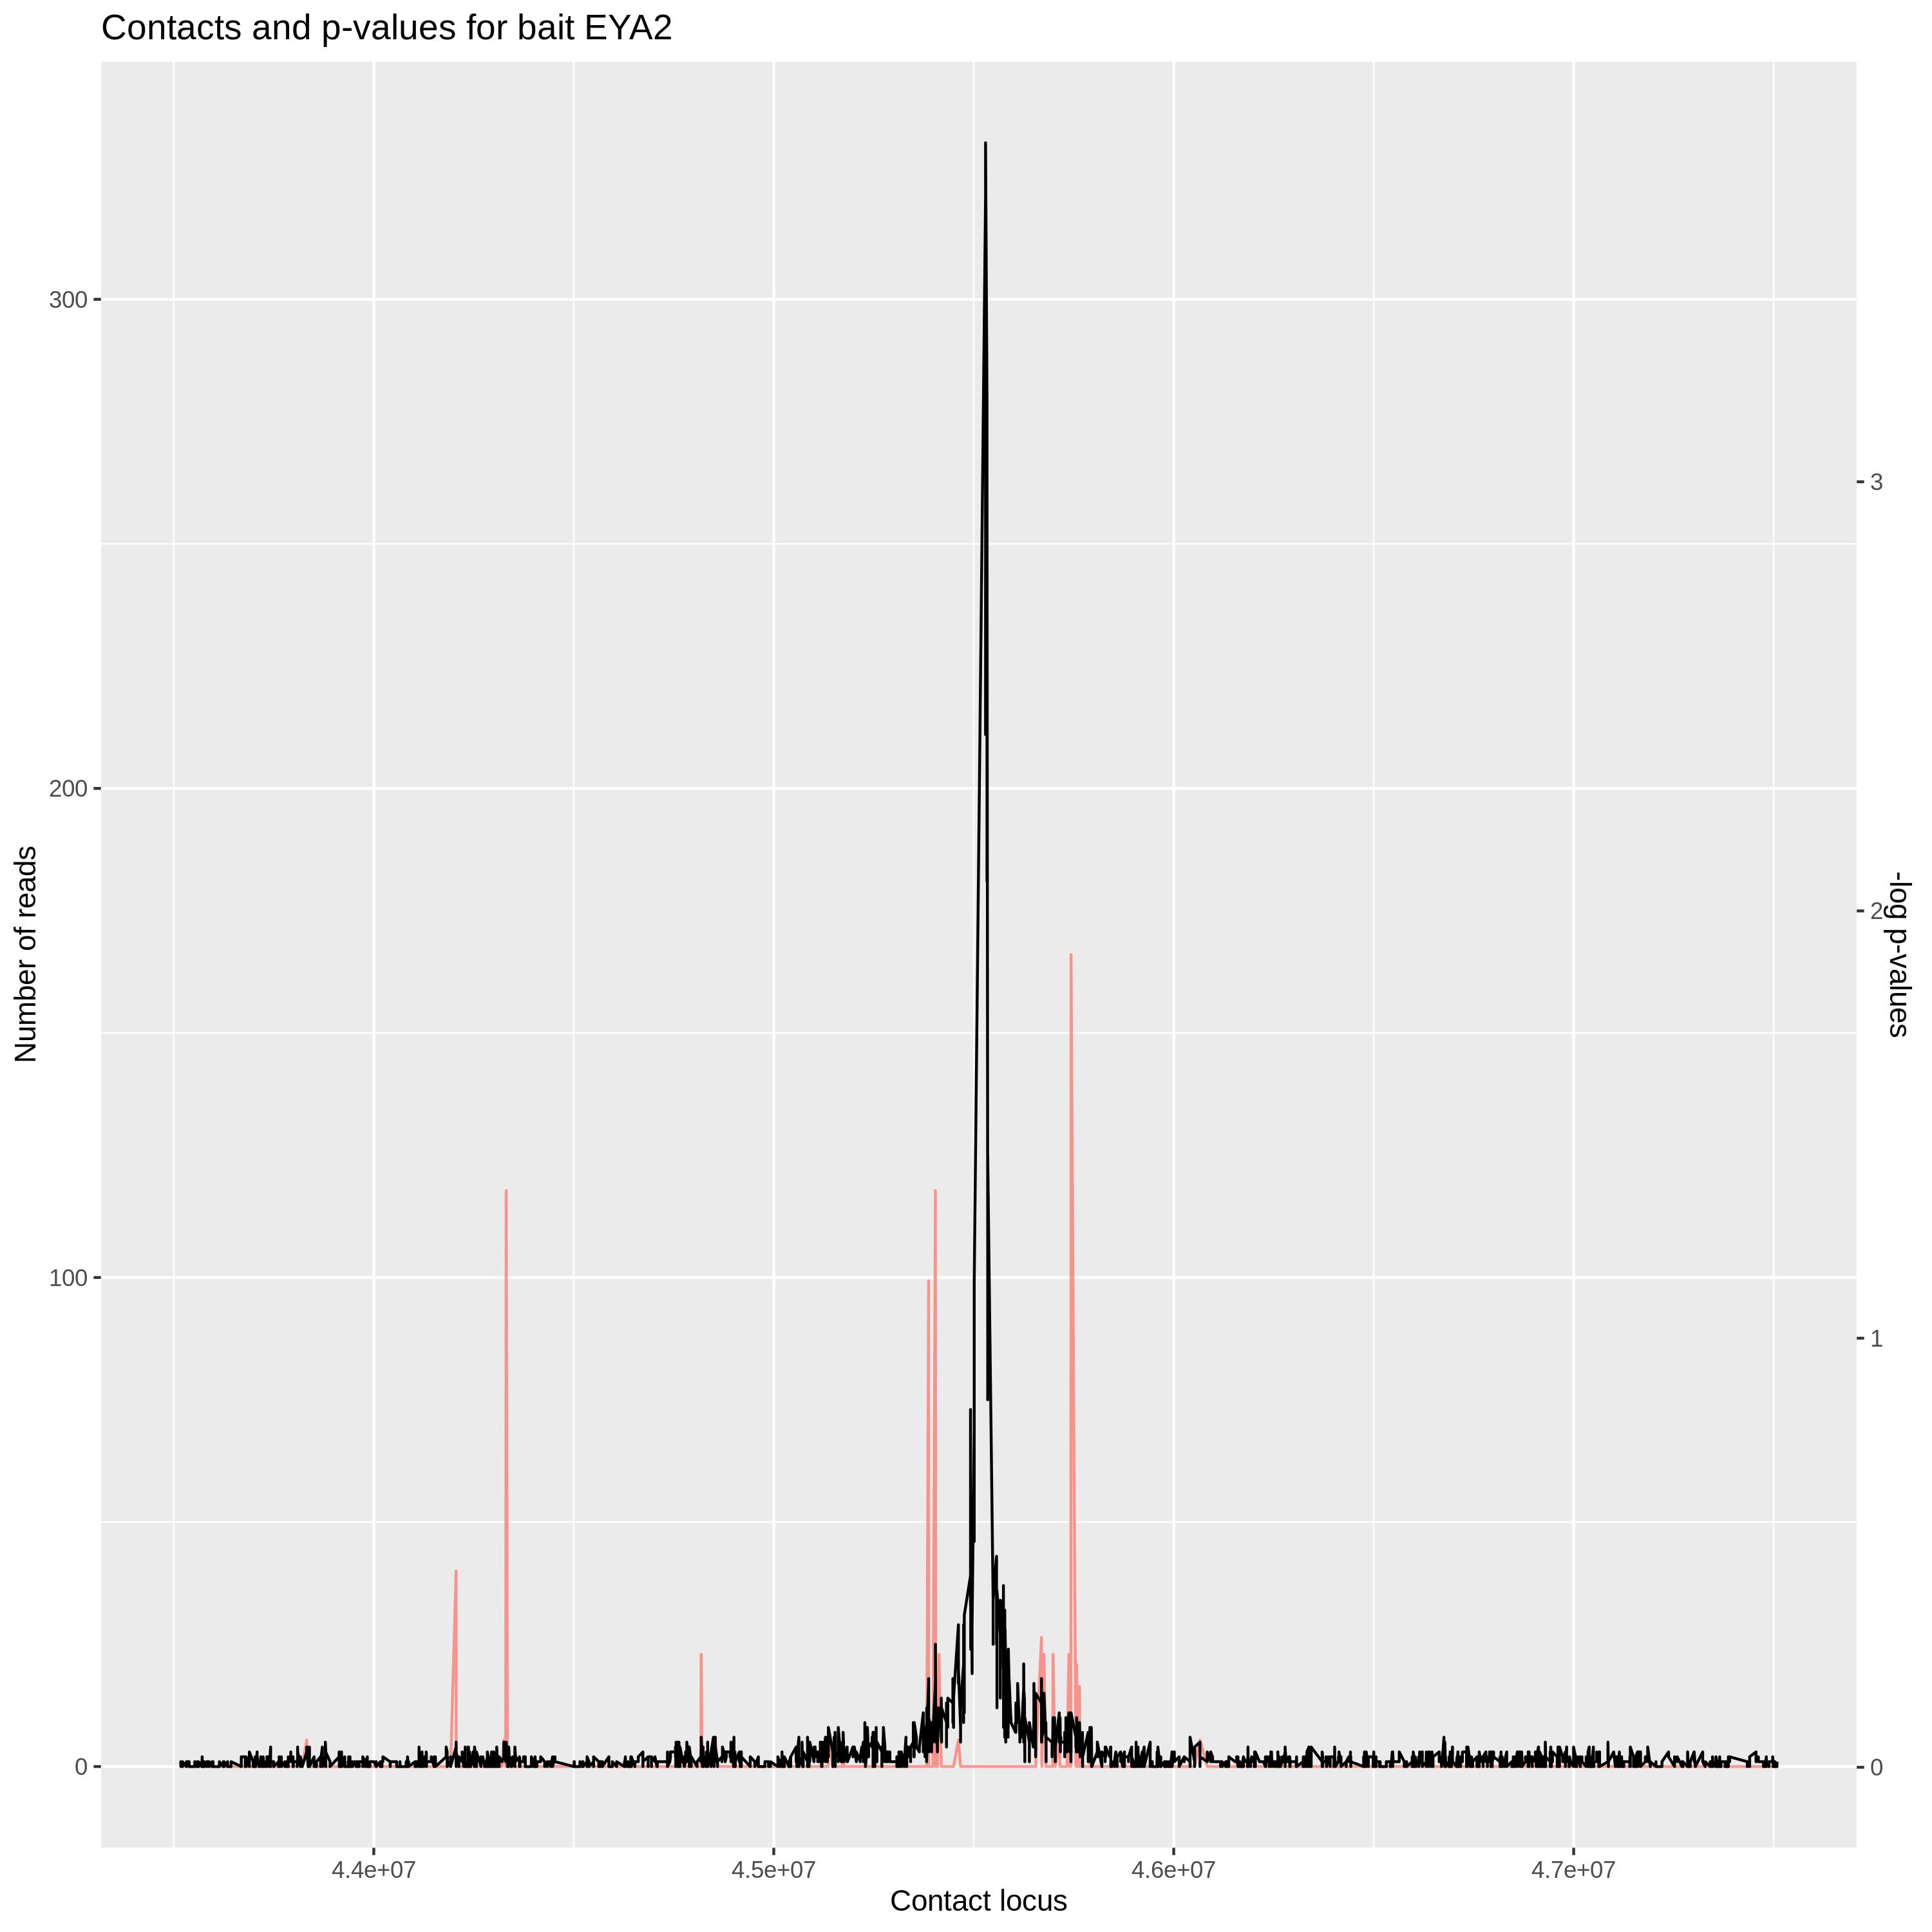 Contacts and p-values for bait EYA2
Number of reads
300
200
100
0
3
2
1
0
-log p-values
4.4e+07
4.5e+07
4.6e+07
4.7e+07
Contact locus